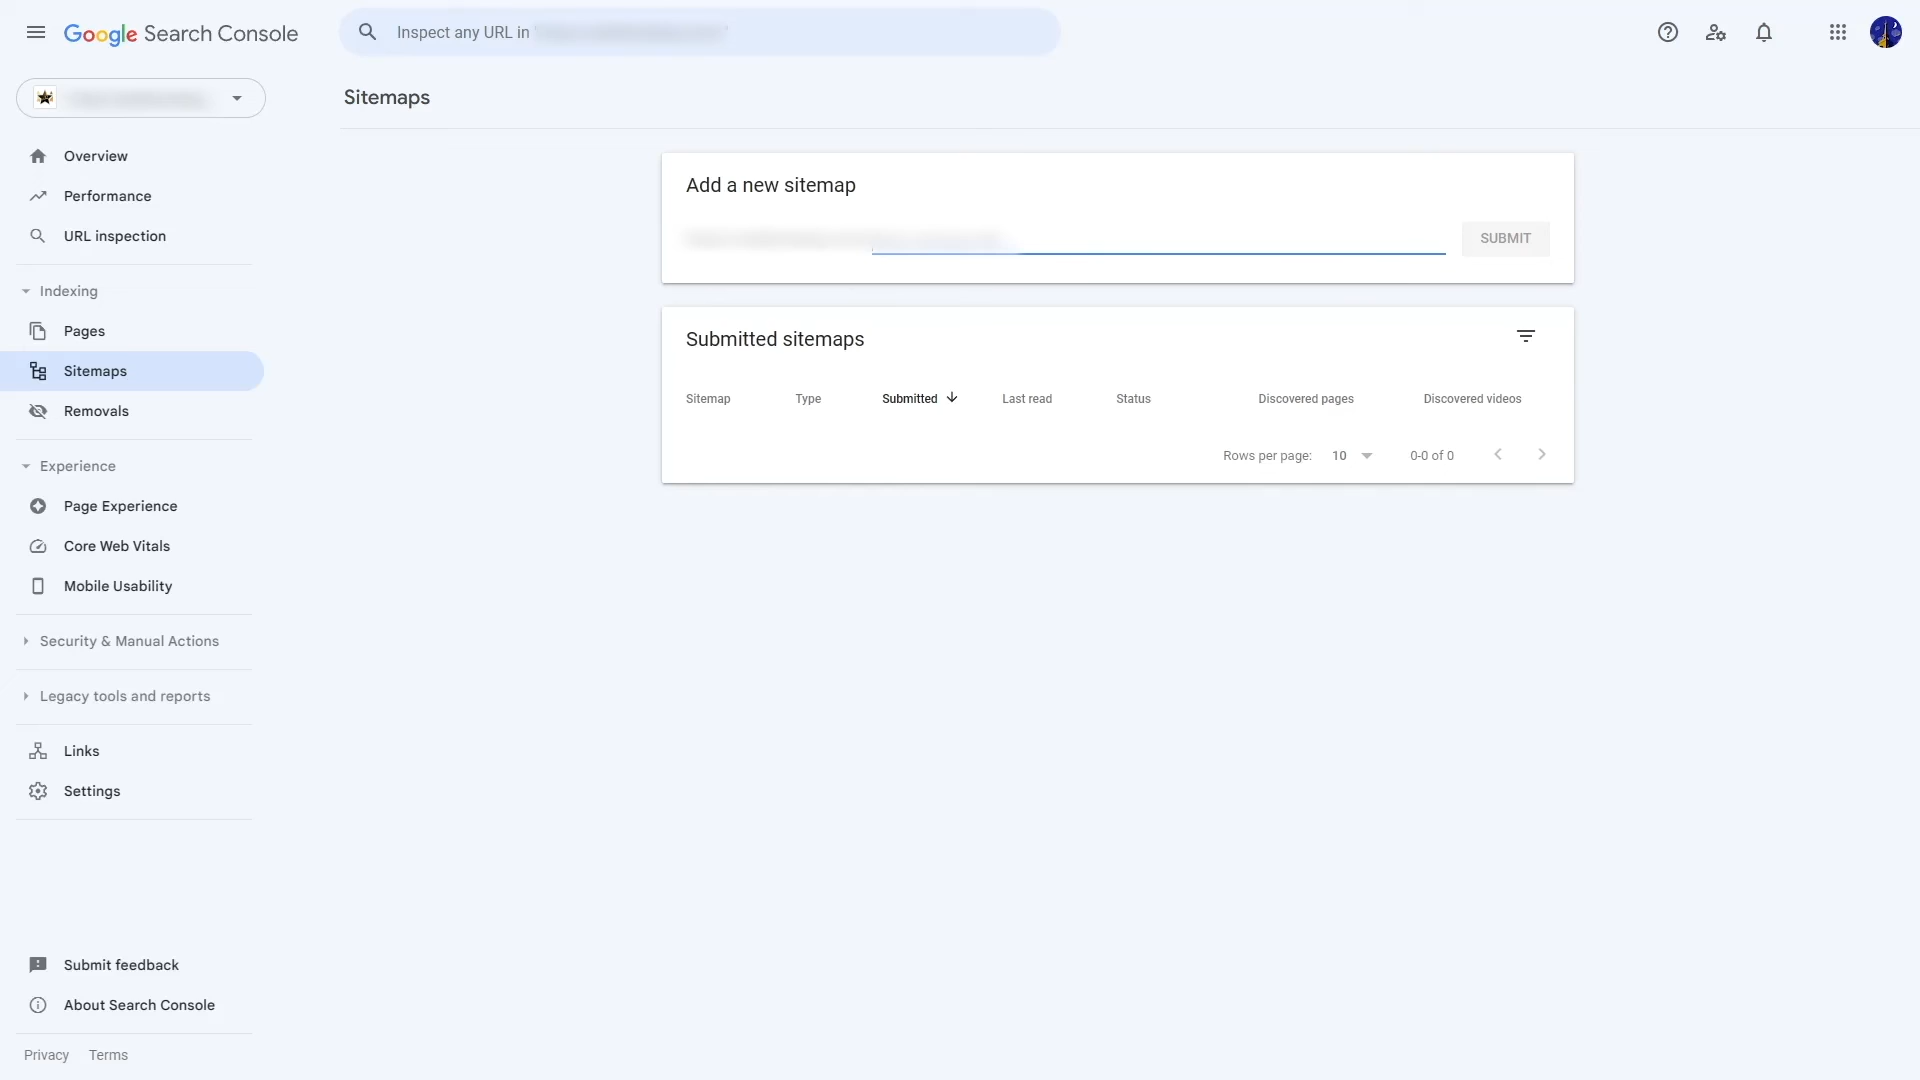 Google Search Console
Inspect any URL in "
Sitemaps
Overview
Performance
URL inspection
Indexing
Pages
Sitemaps
Removals
Experience
Page Experience
Core Web Vitals
Mobile Usability
Security & Manual Actions
Legacy tools and reports
Links
Settings
Submit feedback
About Search Console
Privacy Terms
Add a new sitemap
SUBMIT
Submitted sitemaps
Sitemap Type Submitted Last read Status Discovered pages Discovered videos
Rows per page: 10 0-0 of 0